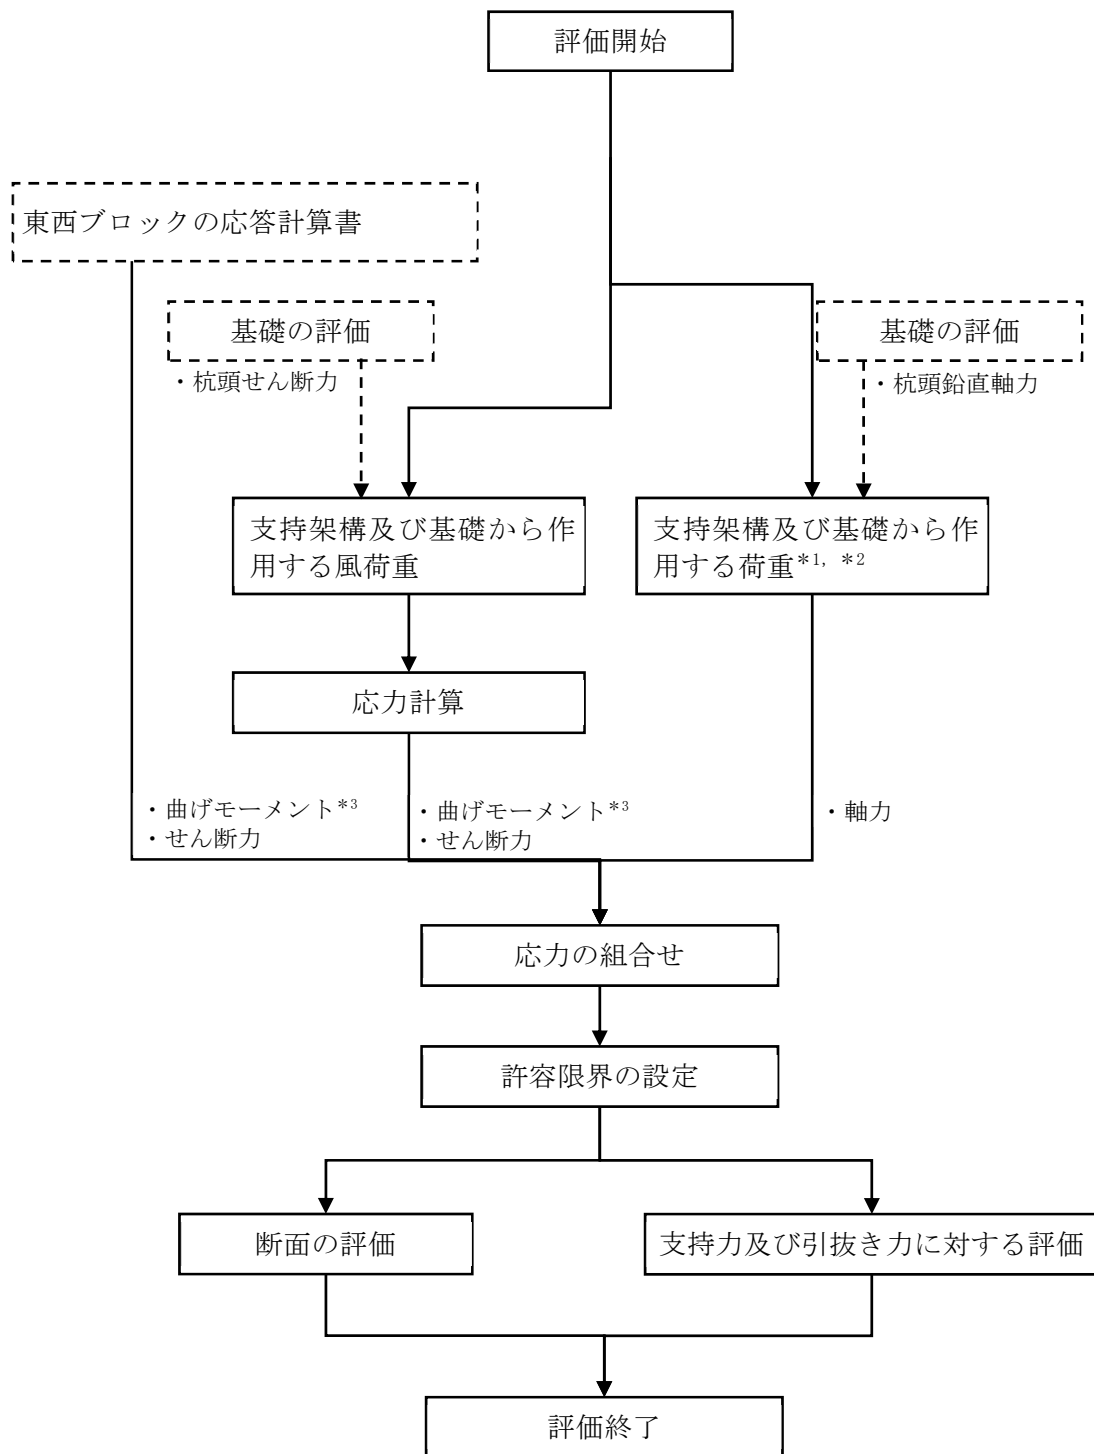 評価開始
東西ブロックの応答計算書
基礎の評価
・杭頭せん断力
基礎の評価
・杭頭鉛直軸力
支持架構及び基礎から作
用する風荷重
支持架構及び基礎から作
用する荷重*1, *2
応力計算
・曲げモーメント*3
・せん断力
・曲げモーメント*3
・せん断力
・軸力
応力の組合せ
許容限界の設定
断面の評価
支持力及び引抜き力に対する評価
評価終了